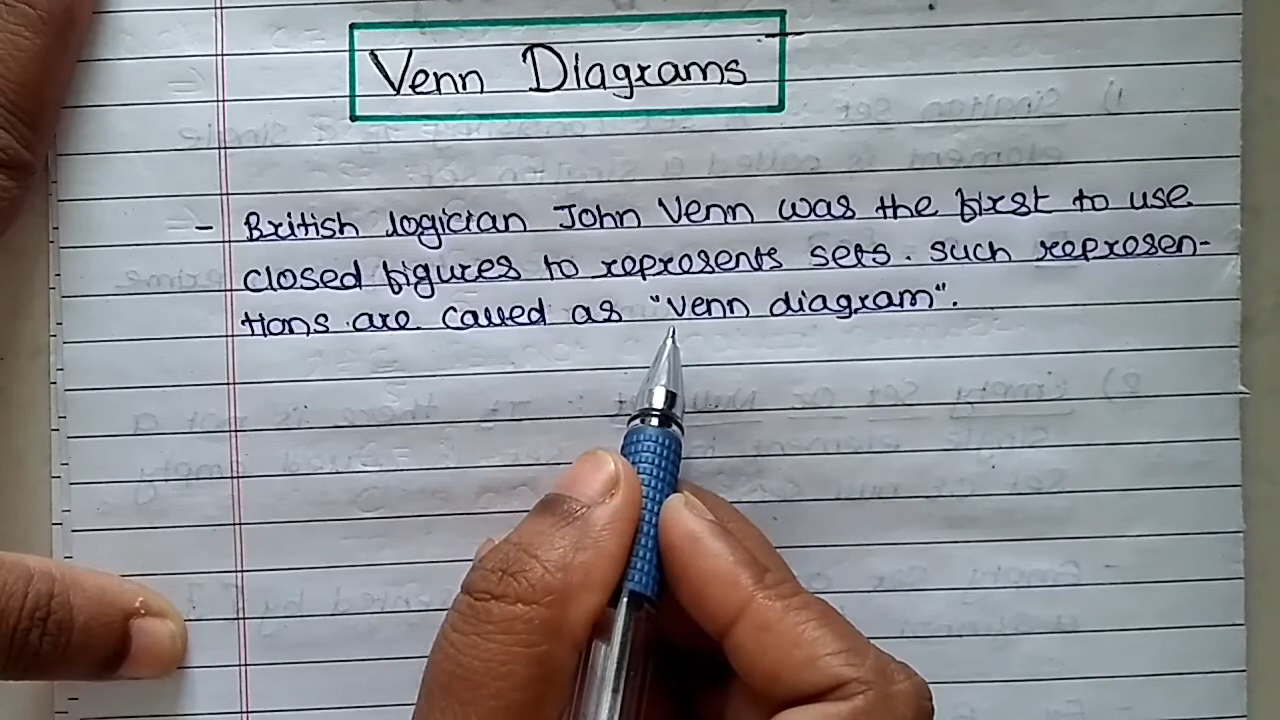 Venn Diagrams
- British logician John Venn was the first to use
closed figures to represents sets. such represen-
tions are called as "Venn diagram".